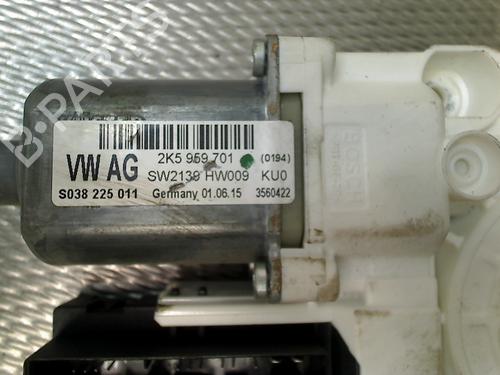 B-PARTS
VW AG
2K5 959 701 (0194)
SW2139 HW009 KU0
S038 225 011 Germany 01.06.15 3560422
BOSCH